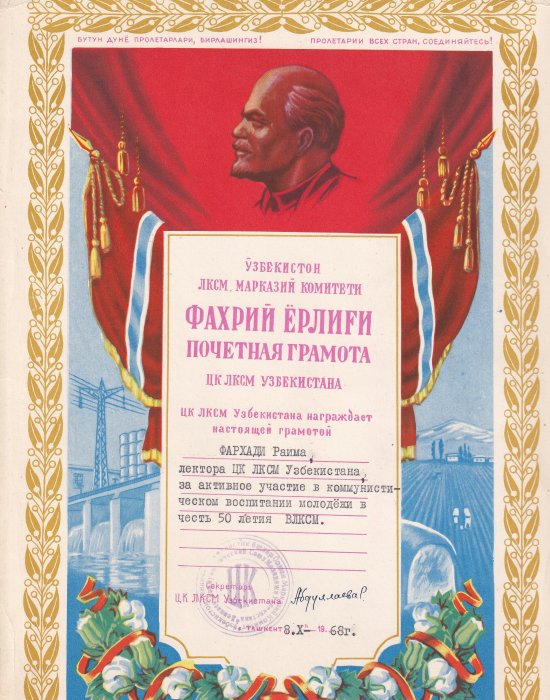 БУТУН ДУНЁ ПРОЛЕТАРЛАРИ, БИРЛАШИНГИЗ!
ПРОЛЕТАРИИ ВСЕХ СТРАН, СОЕДИНЯЙТЕСЬ!
ЎЗБЕКИСТОН
ЛКСМ МАРКАЗИЙ КОМИТЕТИ
ФАХРИЙ ЁРЛИҒИ
ПОЧЕТНАЯ ГРАМОТА
ЦК ЛКСМ УЗБЕКИСТАНА
ЦК ЛКСМ Узбекистана награждает
настоящей грамотой
ФАРХАДИ Раима,
лектора ЦК ЛКСМ Узбекистана,
за активное участие в коммунисти-
ческом воспитании молодёжи в
честь 50 летия ВЛКСМ.
ЦК
Секретарь
ЦК ЛКСМ Узбекистана
Абдуллаева
г. Ташкент 8.Х- 1968г.